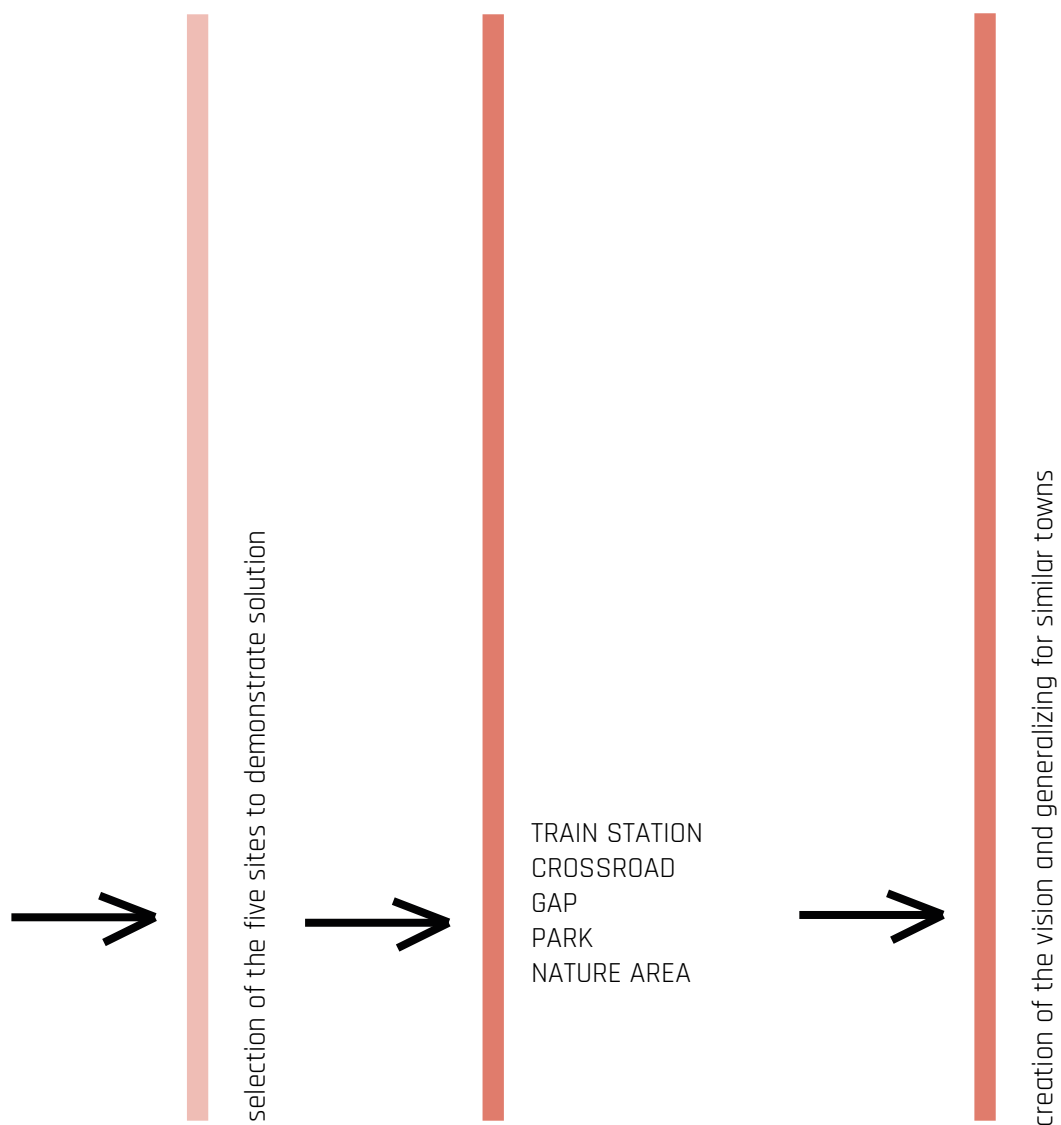 selection of the five sites to demonstrate solution
TRAIN STATION
CROSSROAD
GAP
PARK
NATURE AREA
creation of the vision and generalizing for similar towns